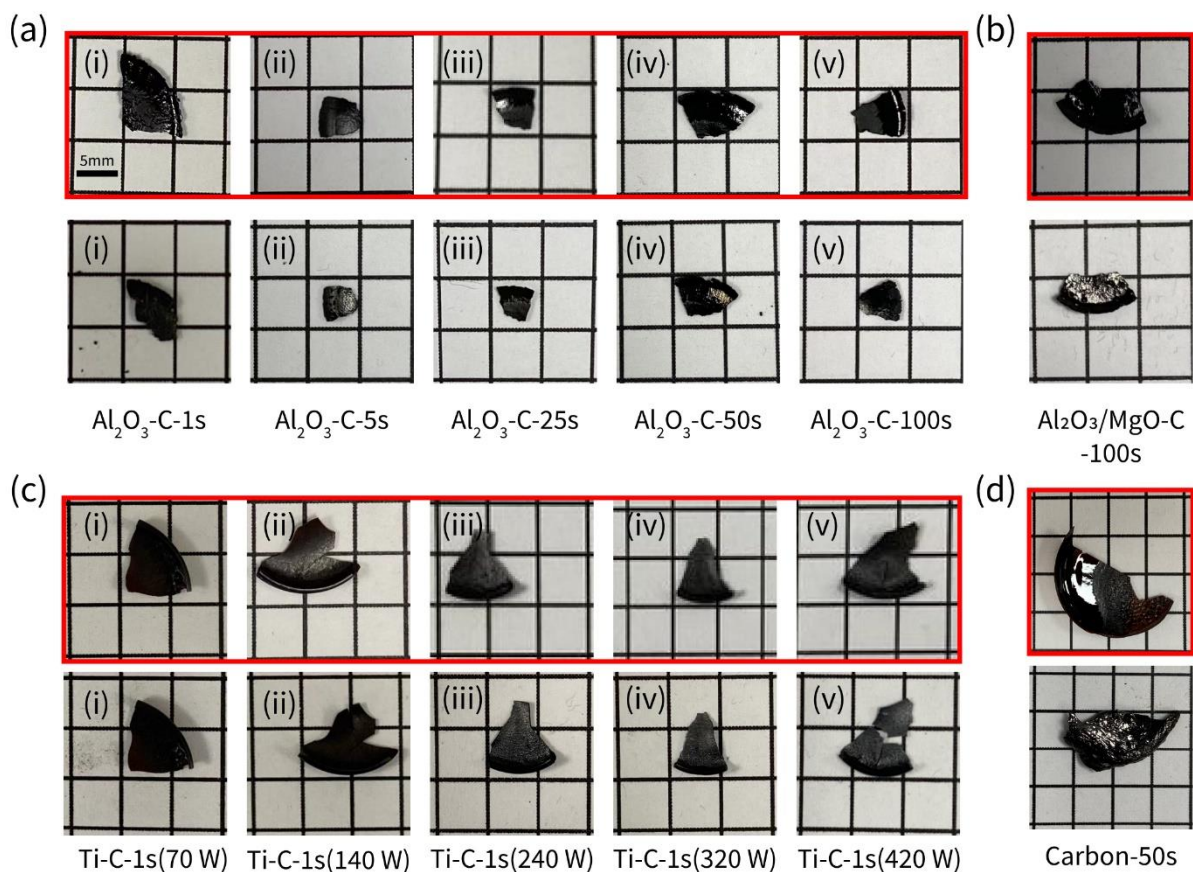 (a)
(b)
(i)
(ii)
(iii)
(iv)
(v)
5mm
(i)
(ii)
(iii)
(iv)
(v)
Al₂O₃-C-1s
Al₂O₃-C-5s
Al₂O₃-C-25s
Al₂O₃-C-50s
Al₂O₃-C-100s
Al₂O₃/MgO-C
-100s
(c)
(d)
(i)
(ii)
(iii)
(iv)
(v)
(i)
(ii)
(iii)
(iv)
(v)
Ti-C-1s(70 W)
Ti-C-1s(140 W)
Ti-C-1s(240 W)
Ti-C-1s(320 W)
Ti-C-1s(420 W)
Carbon-50s